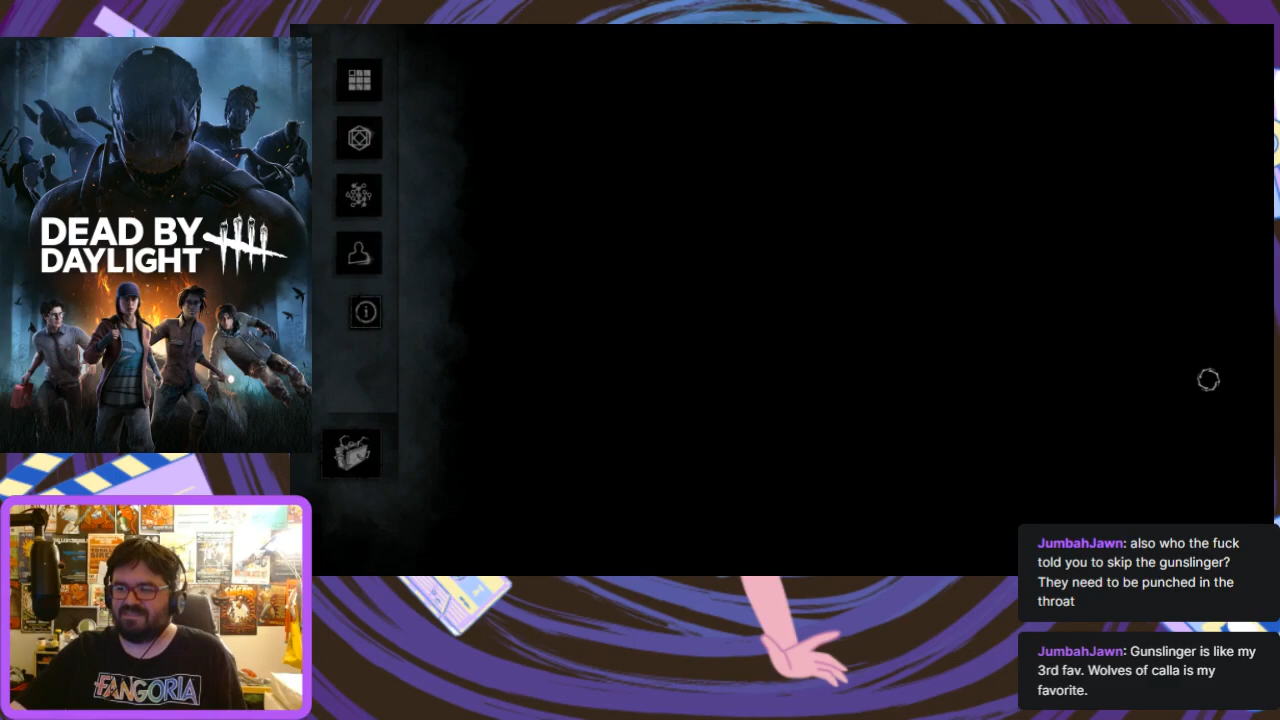 DEAD BY
DAYLIGHT
FANGORIA
JumbahJawn: also who the fuck
told you to skip the gunslinger?
They need to be punched in the
throat
JumbahJawn: Gunslinger is like my
3rd fav. Wolves of calla is my
favorite.